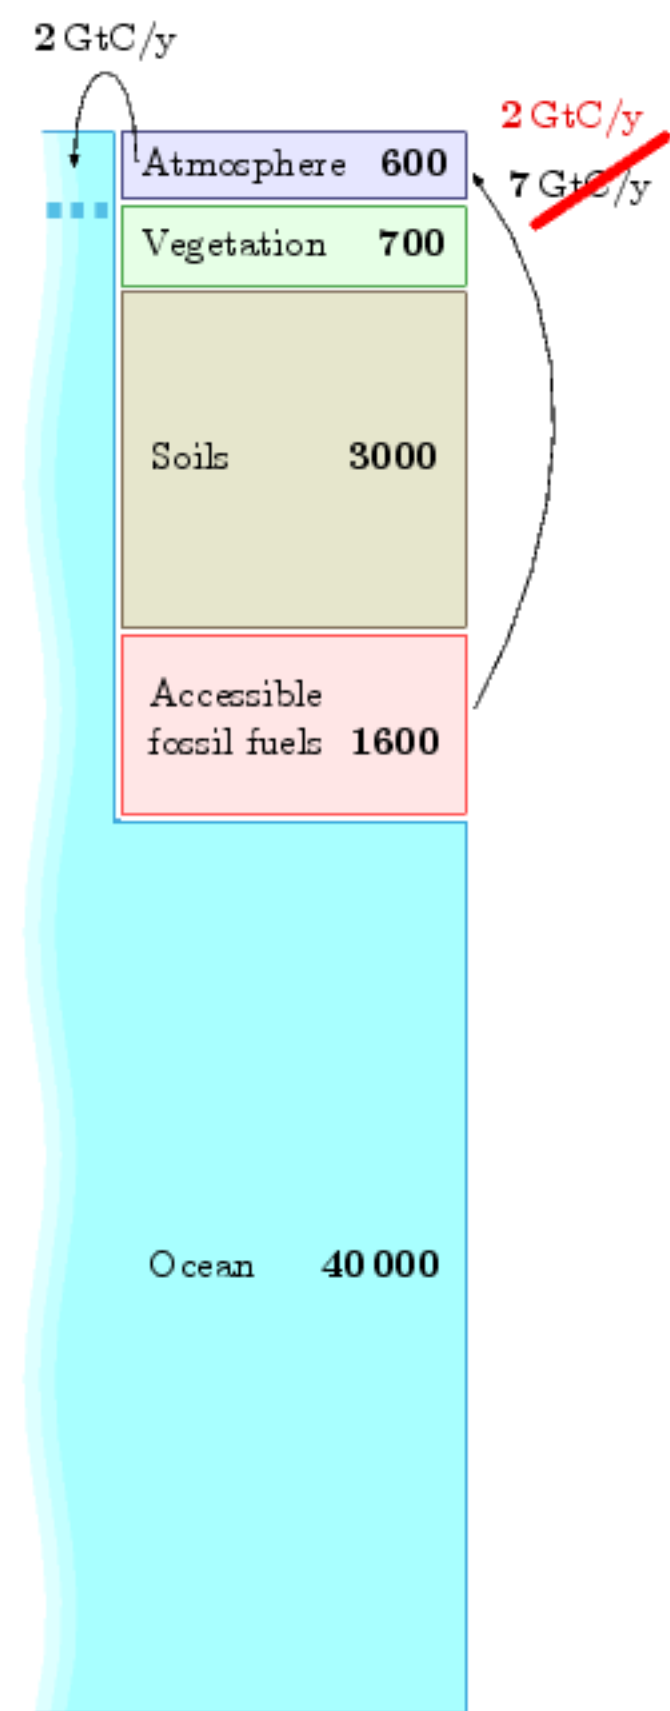 2 GtC/y
2 GtC/y
7 GtC/y
Atmosphere 600
Vegetation 700
Soils 3000
Accessible
fossil fuels 1600
Ocean 40 000